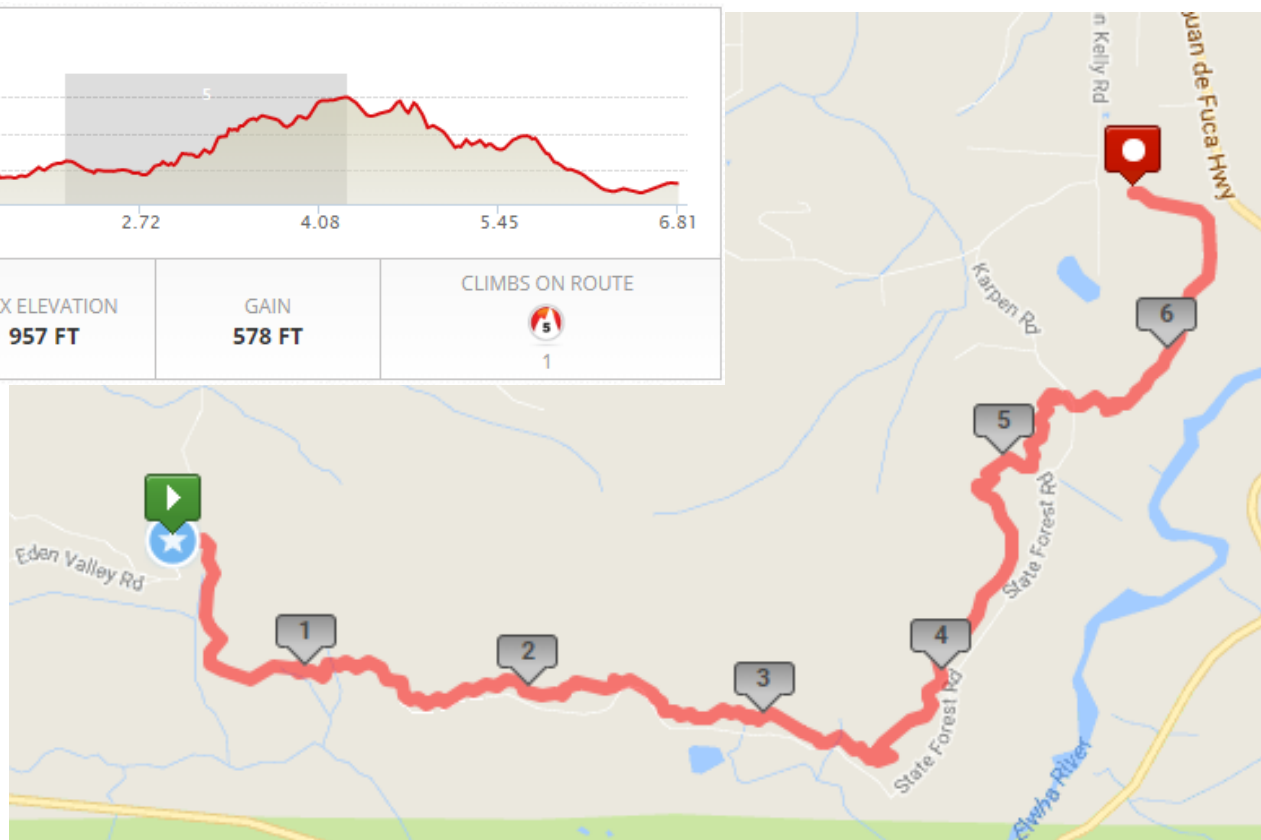 5
2.72
4.08
5.45
6.81
X ELEVATION
957 FT
GAIN
578 FT
CLIMBS ON ROUTE
5
1
n Kelly Rd
uan de Fuca Hwy
Karpen Rd
6
5
State Forest Rd
Eden Valley Rd
1
2
3
4
State Forest Rd
Elwha River